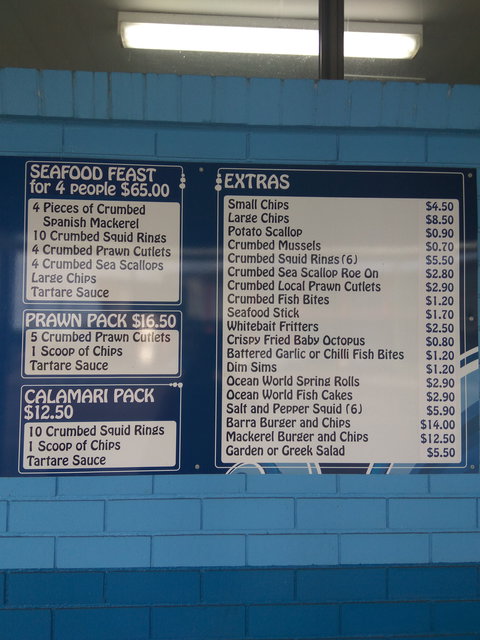 SEAFOOD FEAST
for 4 people $65.00
4 Pieces of Crumbed
Spanish Mackerel
10 Crumbed Squid Rings
4 Crumbed Prawn Cutlets
4 Crumbed Sea Scallops
Large Chips
Tartare Sauce
PRAWN PACK $16.50
5 Crumbed Prawn Cutlets
1 Scoop of Chips
Tartare Sauce
CALAMARI PACK
$12.50
10 Crumbed Squid Rings
1 Scoop of Chips
Tartare Sauce
EXTRAS
Small Chips $4.50
Large Chips $8.50
Potato Scallop $0.90
Crumbed Mussels $0.70
Crumbed Squid Rings (6) $5.50
Crumbed Sea Scallop Roe On $2.80
Crumbed Local Prawn Cutlets $2.90
Crumbed Fish Bites $1.20
Seafood Stick $1.70
Whitebait Fritters $2.50
Crispy Fried Baby Octopus $0.80
Battered Garlic or Chilli Fish Bites $1.20
Dim Sims $1.20
Ocean World Spring Rolls $2.90
Ocean World Fish Cakes $2.90
Salt and Pepper Squid (6) $5.90
Barra Burger and Chips $14.00
Mackerel Burger and Chips $12.50
Garden or Greek Salad $5.50